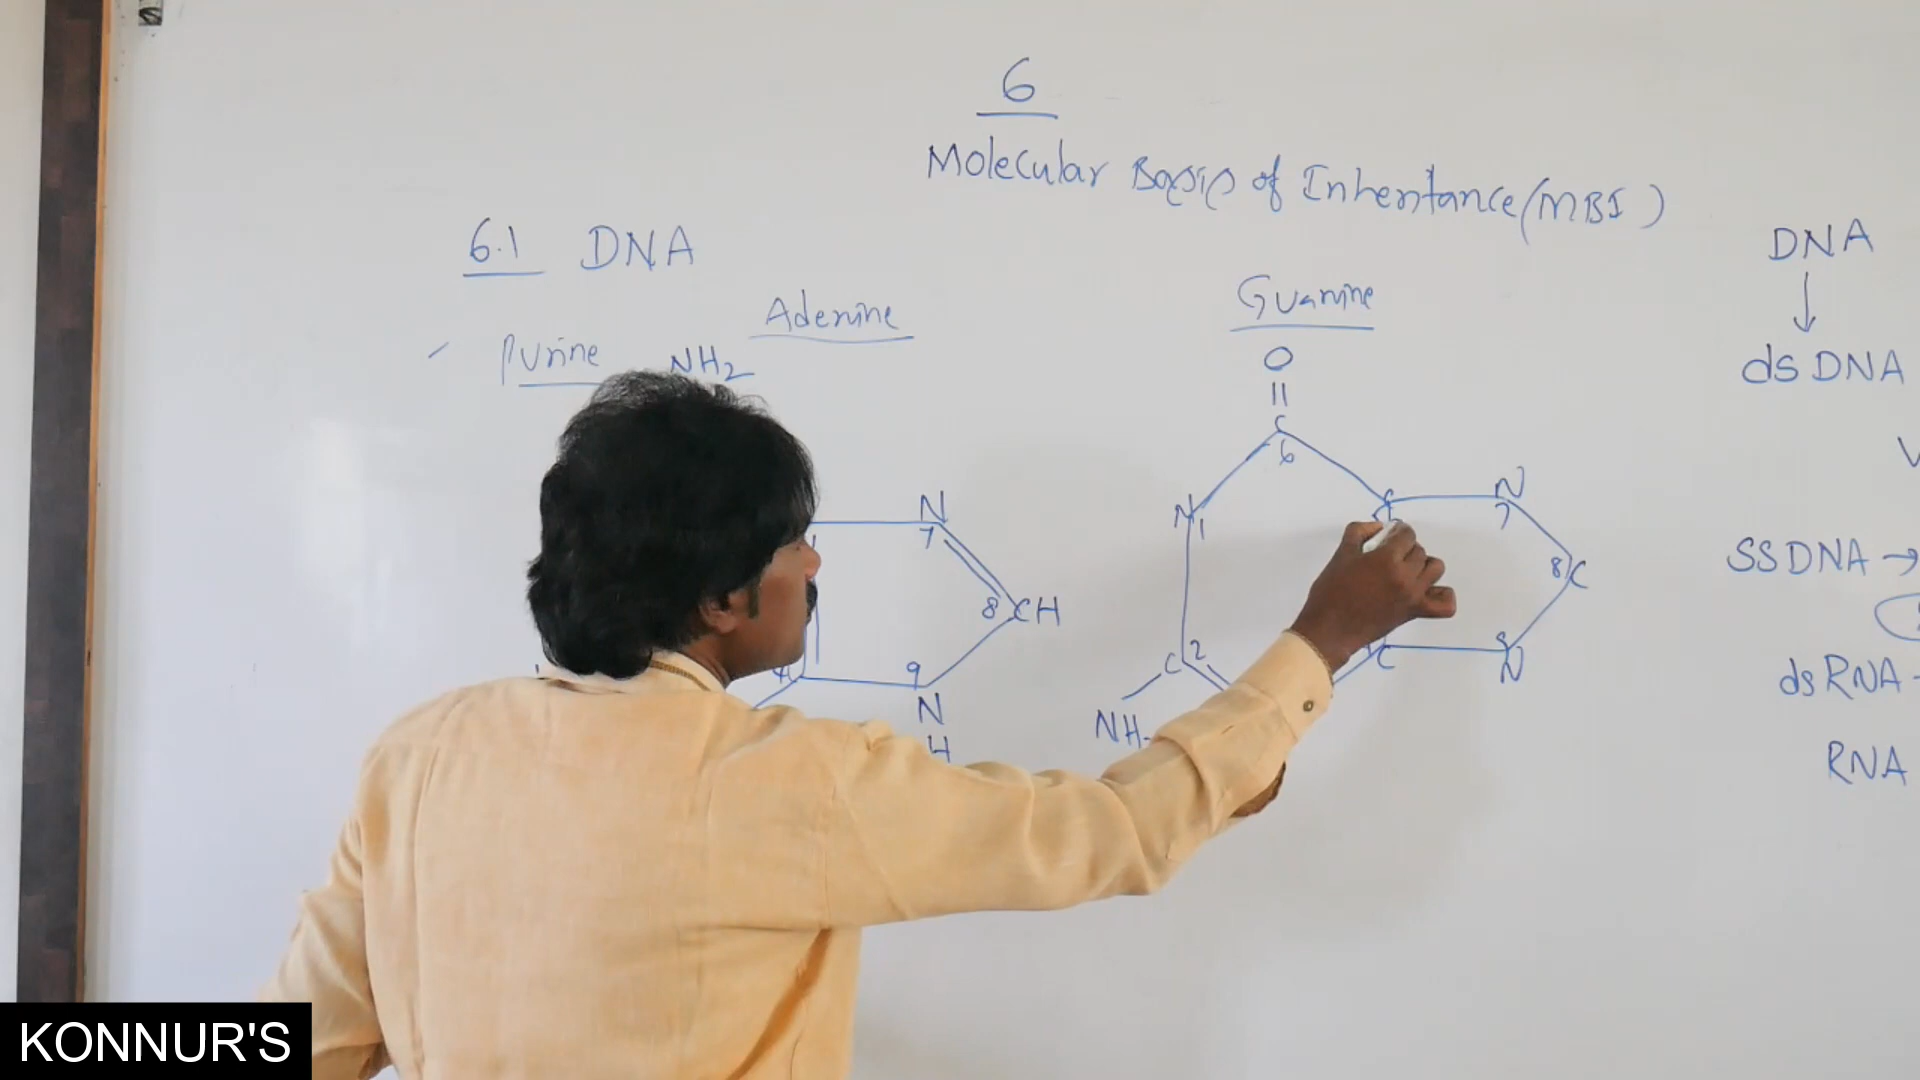 6
Molecular Basis of Inheritance (MBI)
6.1 DNA
Purine
Adenine
NH2
N
7
8 CH
9
N
H
Guanine
O
C
6
N 1
C 2
NH
C
N
7
8 C
N
C
DNA
ds DNA
SS DNA →
ds RNA
RNA
KONNUR'S